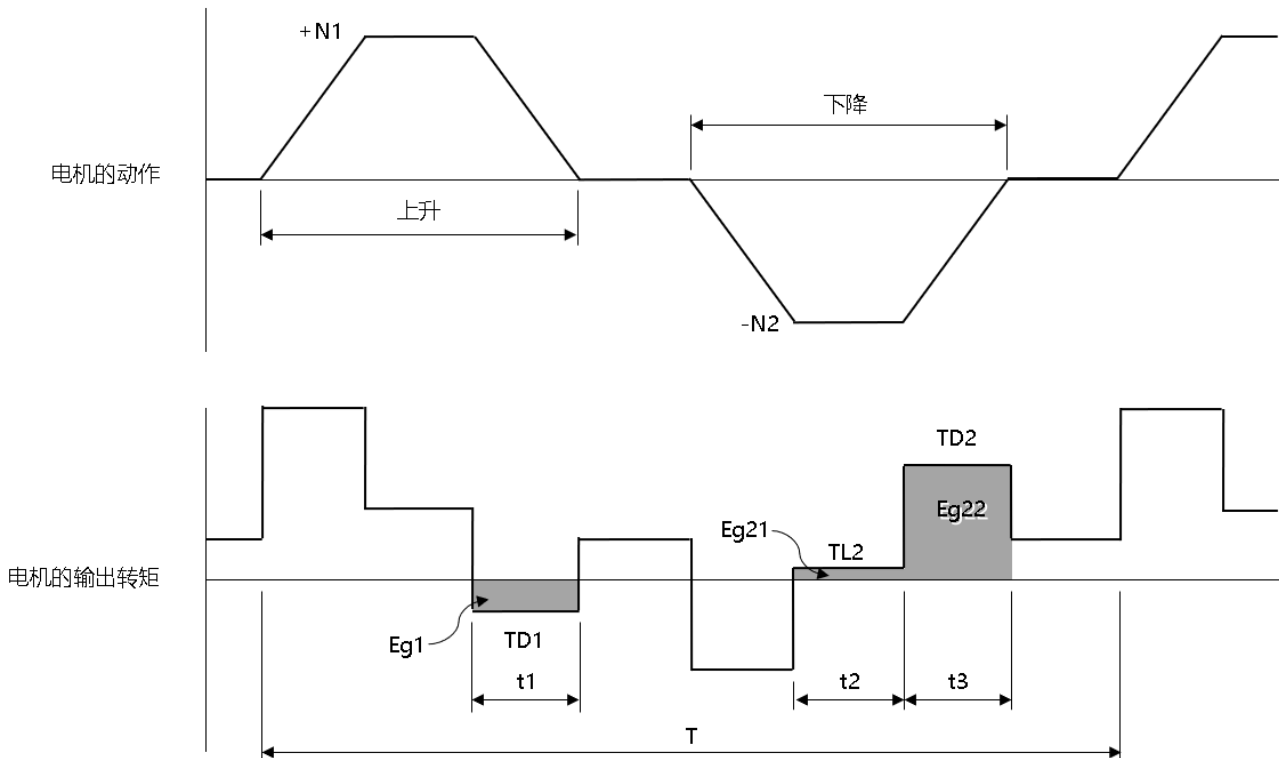 +N1
下降
电机的动作
上升
-N2
TD2
Eg22
Eg21
TL2
电机的输出转矩
Eg1
TD1
t1
t2
t3
T